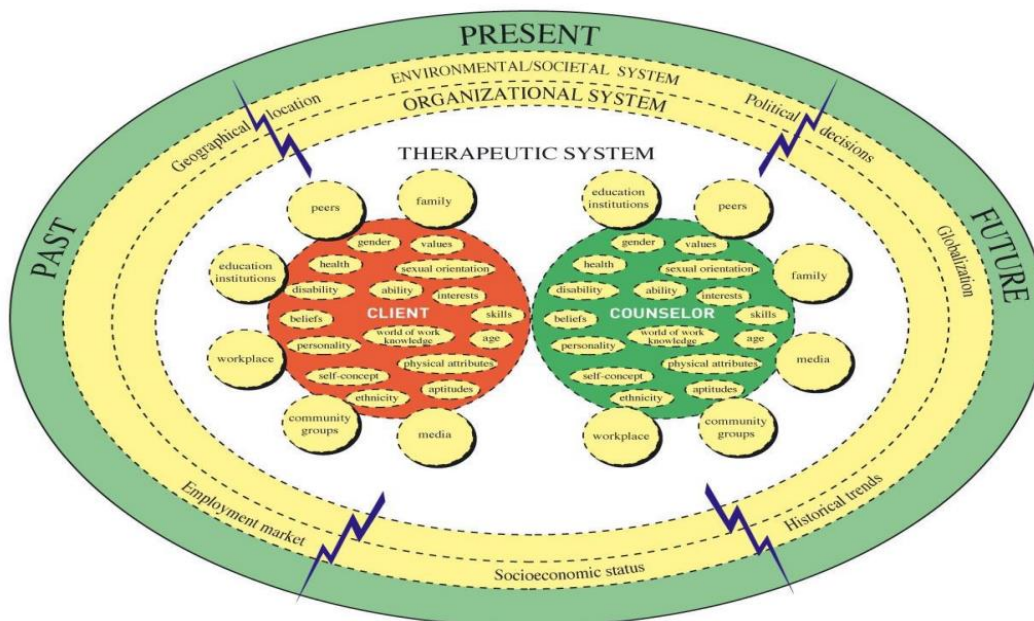 PRESENT
ENVIRONMENTAL/SOCIETAL SYSTEM
ORGANIZATIONAL SYSTEM
Geographical location
Political decisions
THERAPEUTIC SYSTEM
PAST
FUTURE
Globalization
peers
family
education
institutions
workplace
community
groups
media
gender
values
health
sexual orientation
disability
ability
interests
CLIENT
skills
beliefs
world of work
knowledge
age
personality
physical attributes
self-concept
aptitudes
ethnicity
education
institutions
peers
family
media
community
groups
workplace
gender
values
health
sexual orientation
disability
ability
interests
COUNSELOR
skills
beliefs
world of work
knowledge
age
personality
physical attributes
self-concept
aptitudes
ethnicity
Employment market
Socioeconomic status
Historical trends